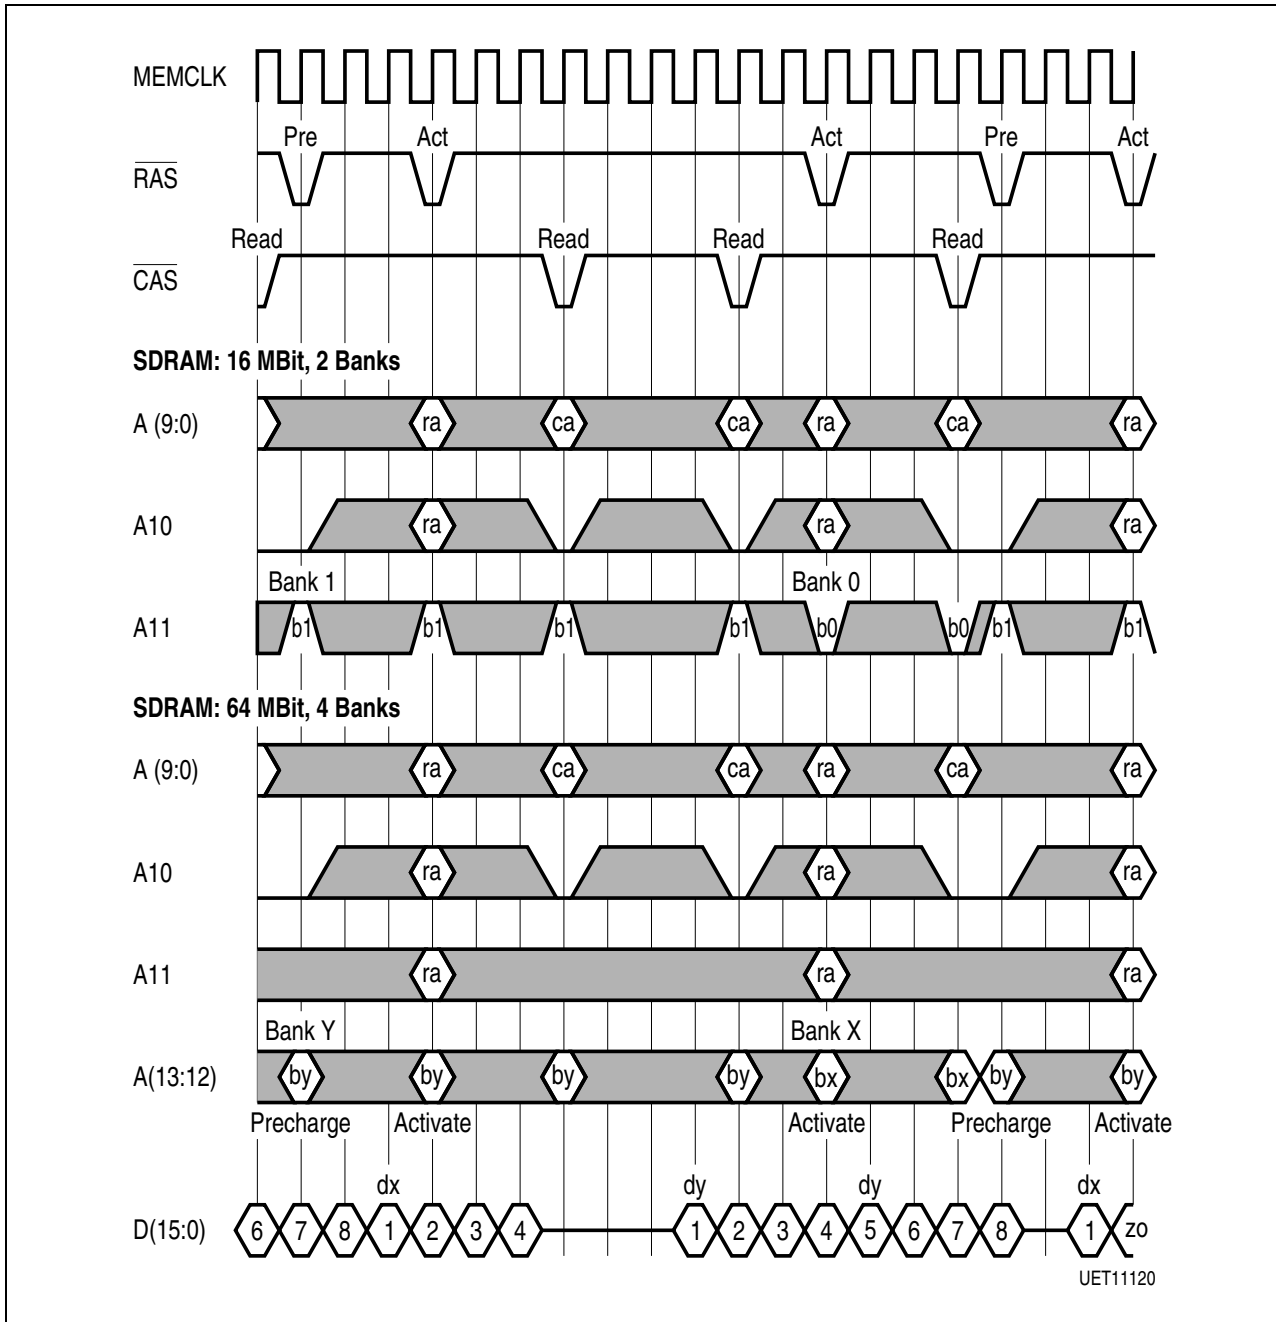 MEMCLK
Pre Act Act Pre Act
RAS
Read Read Read Read
CAS
SDRAM: 16 MBit, 2 Banks
A (9:0) ra ca ca ra ca ra
A10 ra ra ra
Bank 1 Bank 0
A11 b1 b1 b1 b1 b0 b0 b1 b1
SDRAM: 64 MBit, 4 Banks
A (9:0) ra ca ca ra ca ra
A10 ra ra ra
A11 ra ra ra
Bank Y Bank X
A(13:12) by by by by bx bx by by
Precharge Activate Activate Precharge Activate
dx dy dy dx
D(15:0) 6 7 8 1 2 3 4 1 2 3 4 5 6 7 8 1 zo
UET11120